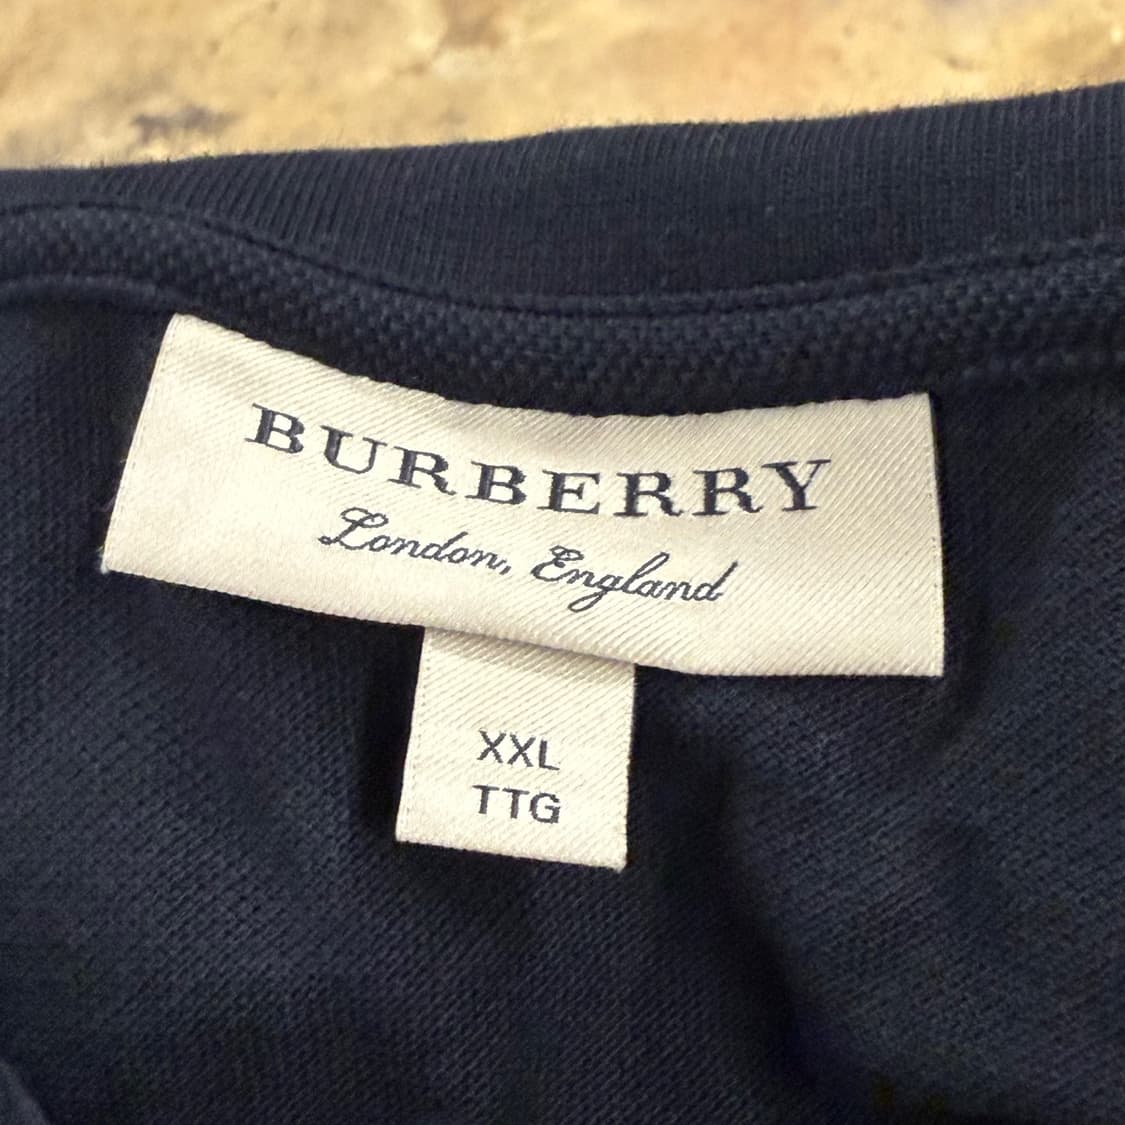 BURBERRY
London, England
XXL
TTG